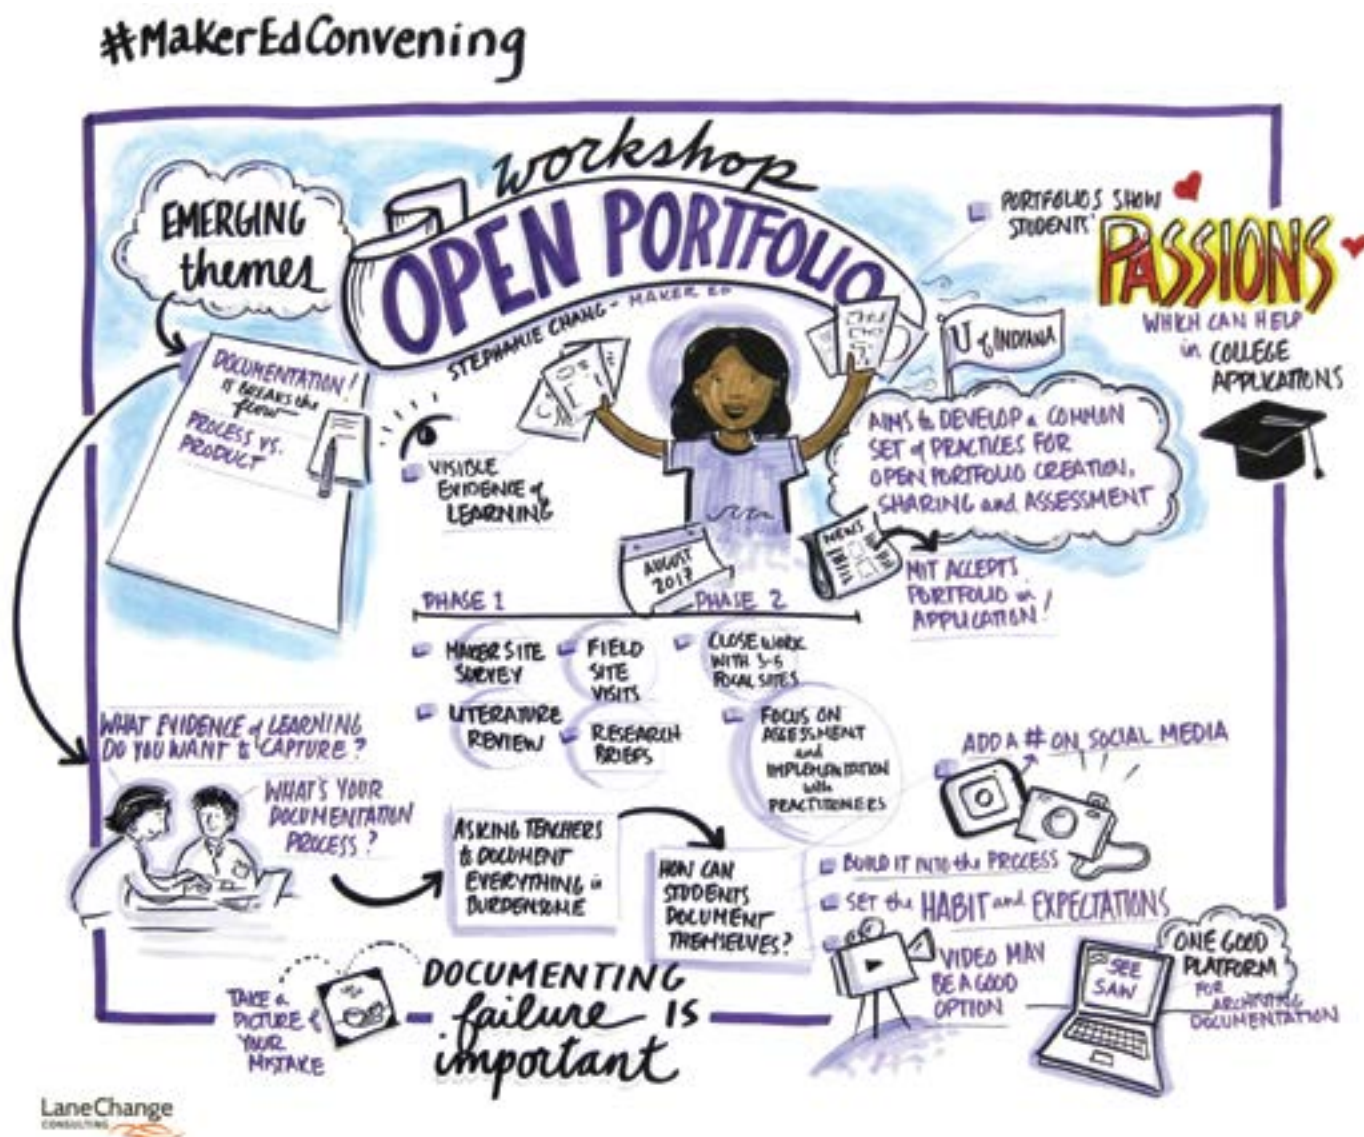 #MakerEdConvening
workshop
OPEN PORTFOLIO
STEPHANIE CHANG - MAKER ED
EMERGING
themes
DOCUMENTATION!
IT BREAKS the
flow
PROCESS vs.
PRODUCT
VISIBLE
EVIDENCE of
LEARNING
PORTFOLIOS SHOW
STUDENTS'
PASSIONS
WHICH CAN HELP
in COLLEGE
APPLICATIONS
U of INDIANA
AIMS to DEVELOP a COMMON
SET of PRACTICES FOR
OPEN PORTFOLIO CREATION,
SHARING and ASSESSMENT
NEWS
MIT ACCEPTS
PORTFOLIO in
APPLICATION!
AUGUST
2017
PHASE 1
MAKER SITE
SURVEY
FIELD
SITE
VISITS
LITERATURE
REVIEW
RESEARCH
BRIEFS
PHASE 2
CLOSE WORK
WITH 3-5
FOCAL SITES
FOCUS ON
ASSESSMENT
and
IMPLEMENTATION
with
PRACTITIONERS
WHAT EVIDENCE of LEARNING
DO YOU WANT to CAPTURE?
WHAT'S YOUR
DOCUMENTATION
PROCESS?
ASKING TEACHERS
to DOCUMENT
EVERYTHING is
BURDENSOME
HOW CAN
STUDENTS
DOCUMENT
THEMSELVES?
ADD A # ON SOCIAL MEDIA
BUILD IT INTO the PROCESS
SET the HABIT and EXPECTATIONS
VIDEO MAY
BE A GOOD
OPTION
SEE
SAW
ONE GOOD
PLATFORM
FOR
ARCHIVING
DOCUMENTATION
TAKE a
PICTURE of
YOUR
MISTAKE
DOCUMENTING
failure IS
important
LaneChange
CONSULTING